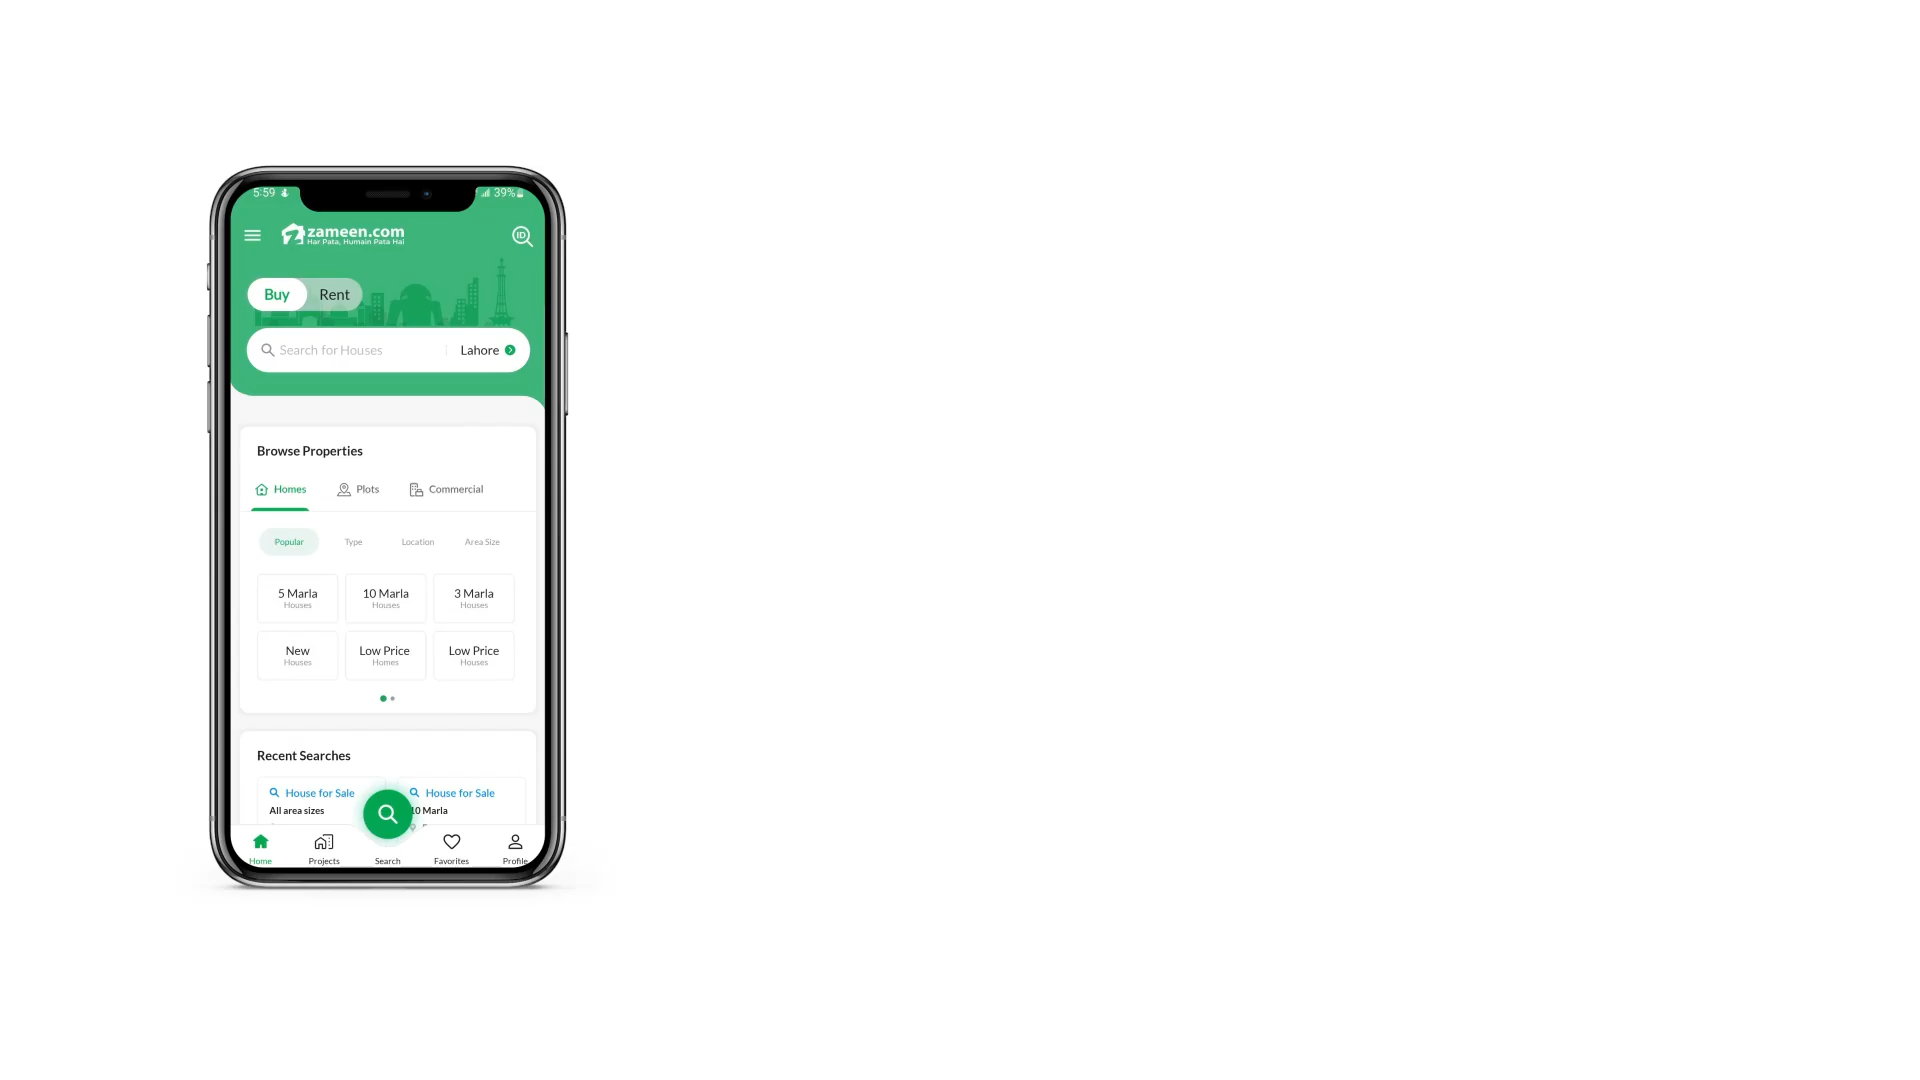 5:59
39%
zameen.com
Har Pata, Humain Pata Hai
ID
Buy Rent
Search for Houses Lahore
Browse Properties
Homes Plots Commercial
Popular Type Location Area Size
5 Marla 10 Marla 3 Marla
Houses Houses Houses
New Low Price Low Price
Houses Homes Houses
Recent Searches
House for Sale House for Sale
All area sizes 10 Marla
Home Projects Search Favorites Profile